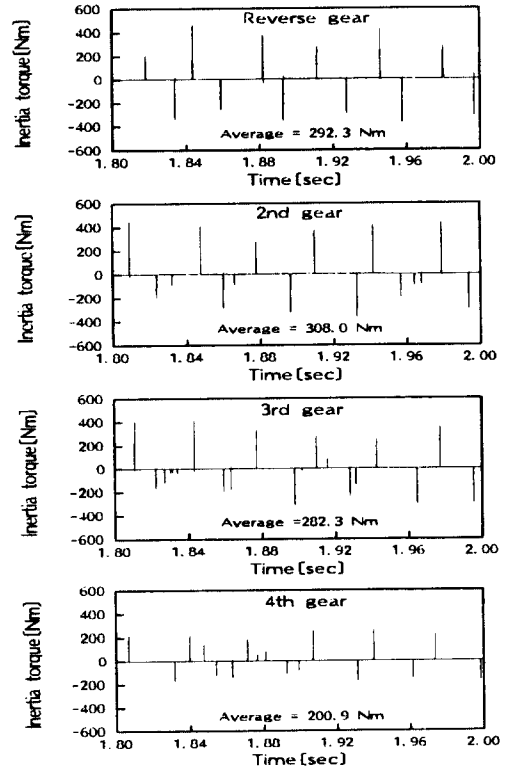 Reverse gear
Inertia torque[Nm]
600
400
200
0
-200
-400
-600
Average = 292.3 Nm
1.80 1.84 1.88 1.92 1.96 2.00
Time[sec]
2nd gear
Inertia torque[Nm]
600
400
200
0
-200
-400
-600
Average = 308.0 Nm
1.80 1.84 1.88 1.92 1.96 2.00
Time[sec]
3rd gear
Inertia torque[Nm]
600
400
200
0
-200
-400
-600
Average =282.3 Nm
1.80 1.84 1.88 1.92 1.96 2.00
Time[sec]
4th gear
Inertia torque[Nm]
600
400
200
0
-200
-400
-600
Average = 200.9 Nm
1.80 1.84 1.88 1.92 1.96 2.00
Time[sec]